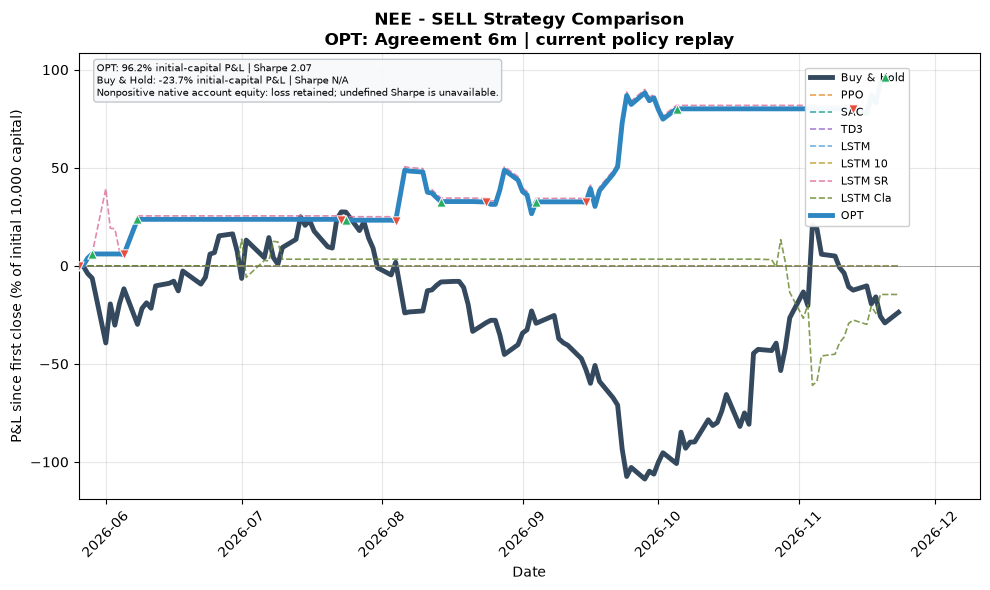 NEE - SELL Strategy Comparison
OPT: Agreement 6m | current policy replay
OPT: 96.2% initial-capital P&L | Sharpe 2.07
Buy & Hold: -23.7% initial-capital P&L | Sharpe N/A
Nonpositive native account equity: loss retained; undefined Sharpe is unavailable.
Buy & Hold
PPO
SAC
TD3
LSTM
LSTM 10
LSTM SR
LSTM Cla
OPT
P&L since first close (% of initial 10,000 capital)
100
50
0
−50
−100
2026-06
2026-07
2026-08
2026-09
2026-10
2026-11
2026-12
Date